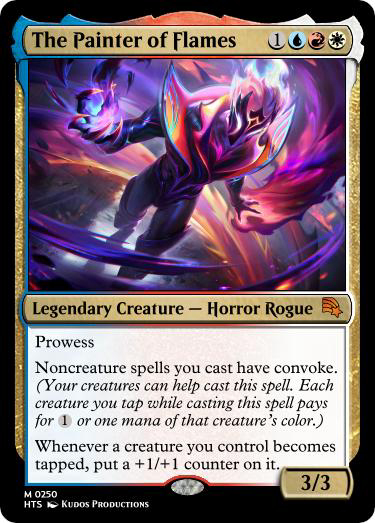 The Painter of Flames 1
Legendary Creature — Horror Rogue
Prowess
Noncreature spells you cast have convoke.
(Your creatures can help cast this spell. Each
creature you tap while casting this spell pays
for 1 or one mana of that creature's color.)
Whenever a creature you control becomes
tapped, put a +1/+1 counter on it.
3/3
M 0250
HTS Kudos Productions